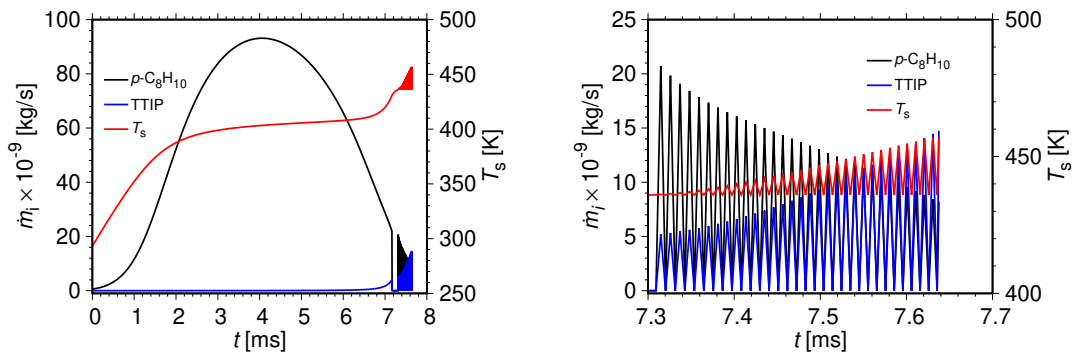 100
80
60
40
20
0
ṁi × 10-9 [kg/s]
500
450
400
350
300
250
Ts [K]
p-C8H10
TTIP
Ts
0 1 2 3 4 5 6 7 8
t [ms]
25
20
15
10
5
0
ṁi × 10-9 [kg/s]
500
450
400
Ts [K]
p-C8H10
TTIP
Ts
7.3 7.4 7.5 7.6 7.7
t [ms]